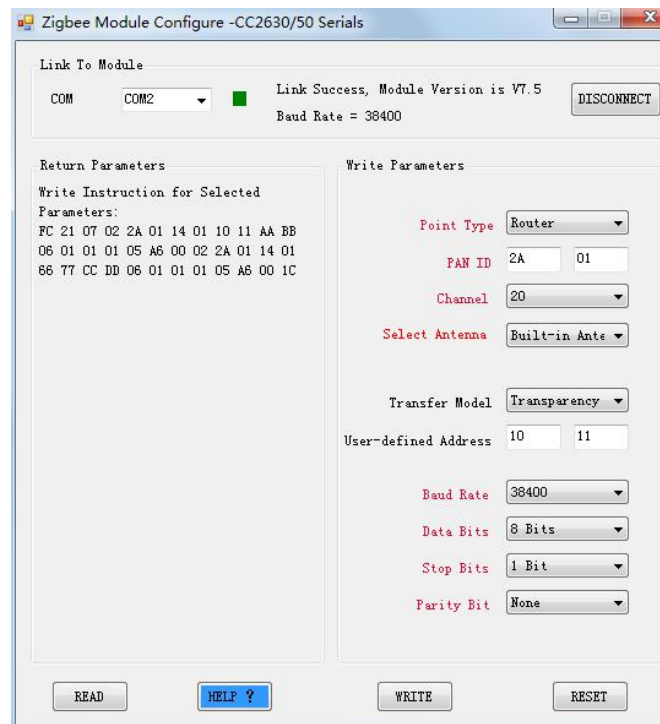 Zigbee Module Configure -CC2630/50 Serials
Link To Module
COM
COM2
Link Success, Module Version is V7.5
Baud Rate = 38400
DISCONNECT
Return Parameters
Write Instruction for Selected
Parameters:
FC 21 07 02 2A 01 14 01 10 11 AA BB
06 01 01 01 05 A6 00 02 2A 01 14 01
66 77 CC DD 06 01 01 01 05 A6 00 1C
Write Parameters
Point Type Router
PAN ID 2A 01
Channel 20
Select Antenna Built-in Ante
Transfer Model Transparency
User-defined Address 10 11
Baud Rate 38400
Data Bits 8 Bits
Stop Bits 1 Bit
Parity Bit None
READ
HELP ?
WRITE
RESET